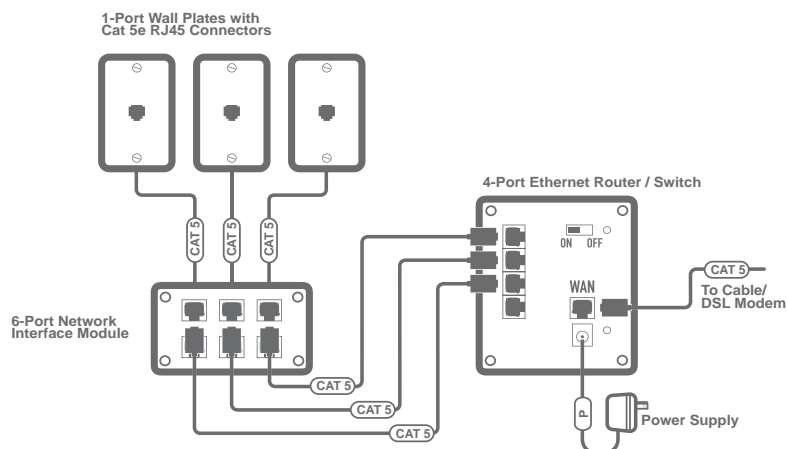 1-Port Wall Plates with
Cat 5e RJ45 Connectors
4-Port Ethernet Router / Switch
ON OFF
CAT 5
CAT 5
CAT 5
WAN
CAT 5
To Cable/
DSL Modem
6-Port Network
Interface Module
CAT 5
CAT 5
CAT 5
P
Power Supply